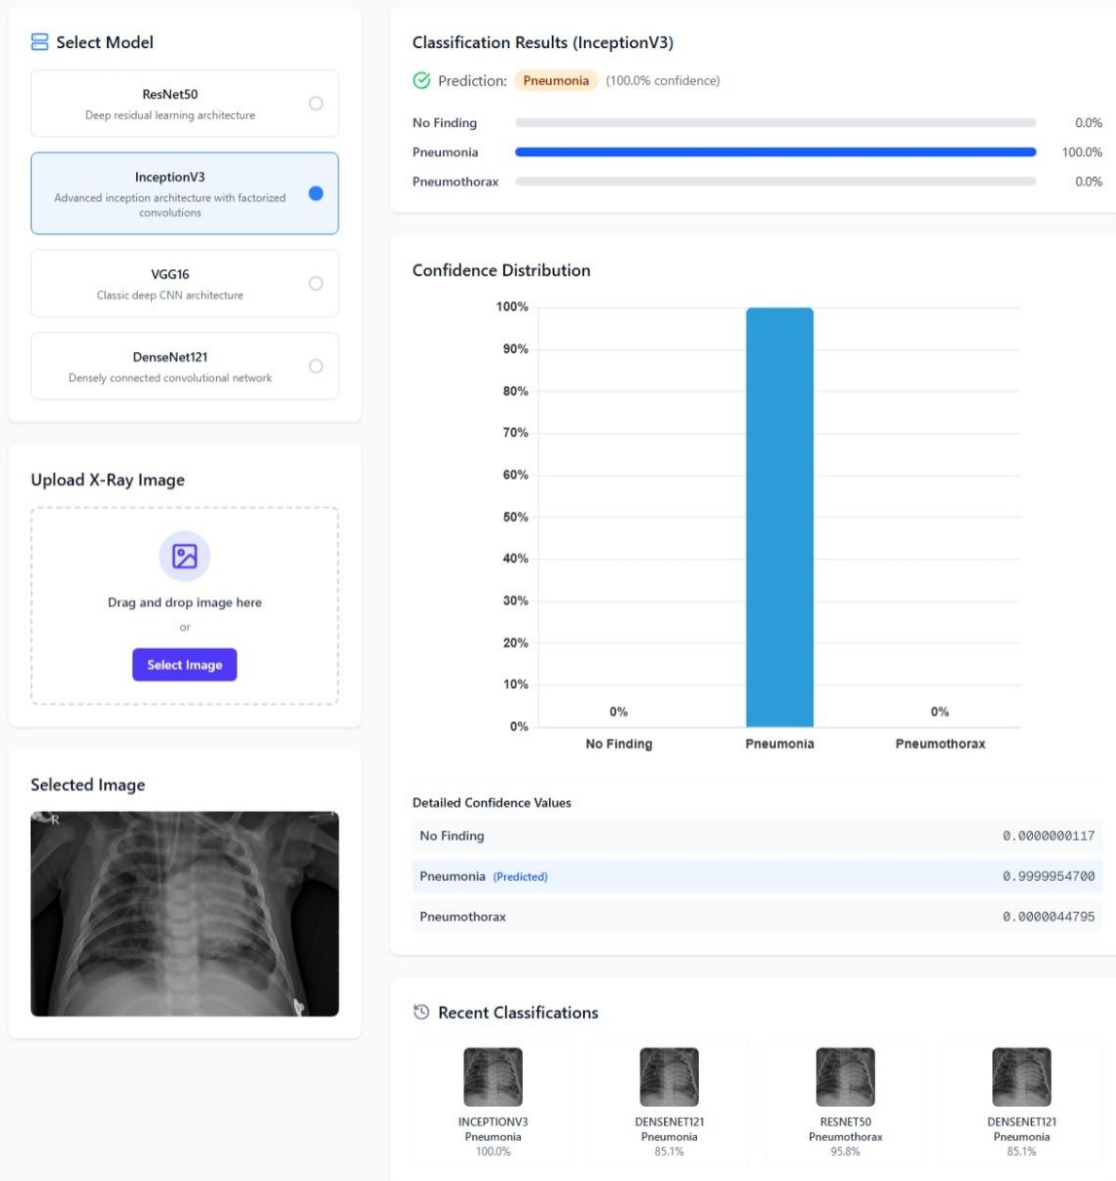 Select Model
ResNet50
Deep residual learning architecture
InceptionV3
Advanced inception architecture with factorized
convolutions
VGG16
Classic deep CNN architecture
DenseNet121
Densely connected convolutional network
Upload X-Ray Image
Drag and drop image here
or
Select Image
Selected Image
R
Classification Results (InceptionV3)
Prediction: Pneumonia (100.0% confidence)
No Finding 0.0%
Pneumonia 100.0%
Pneumothorax 0.0%
Confidence Distribution
100%
90%
80%
70%
60%
50%
40%
30%
20%
10%
0%
0% 0%
No Finding Pneumonia Pneumothorax
Detailed Confidence Values
No Finding 0.0000000117
Pneumonia (Predicted) 0.9999954700
Pneumothorax 0.0000044795
Recent Classifications
INCEPTIONV3 DENSENET121 RESNET50 DENSENET121
Pneumonia Pneumonia Pneumothorax Pneumonia
100.0% 85.1% 95.8% 85.1%